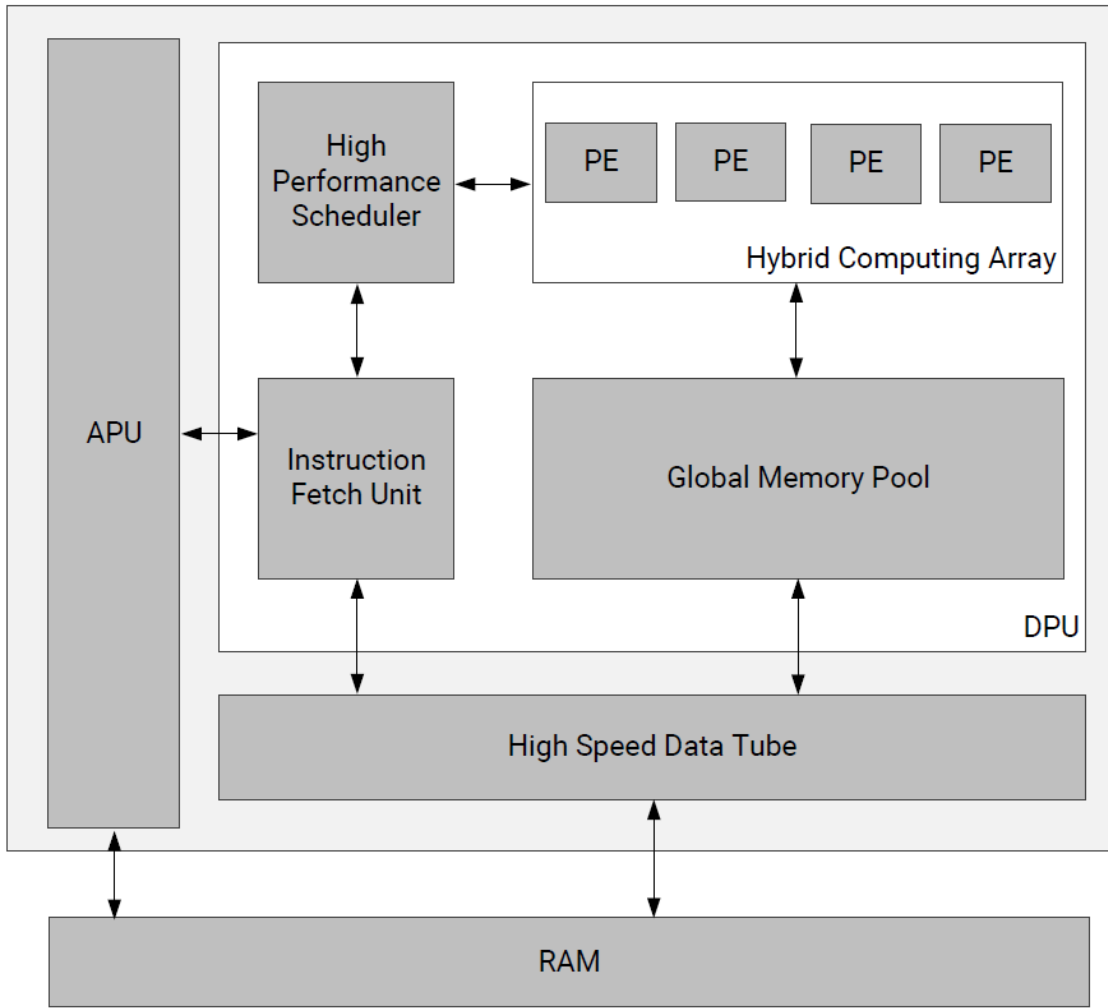 High
Performance
Scheduler
PE PE PE PE
Hybrid Computing Array
APU
Instruction
Fetch Unit
Global Memory Pool
DPU
High Speed Data Tube
RAM